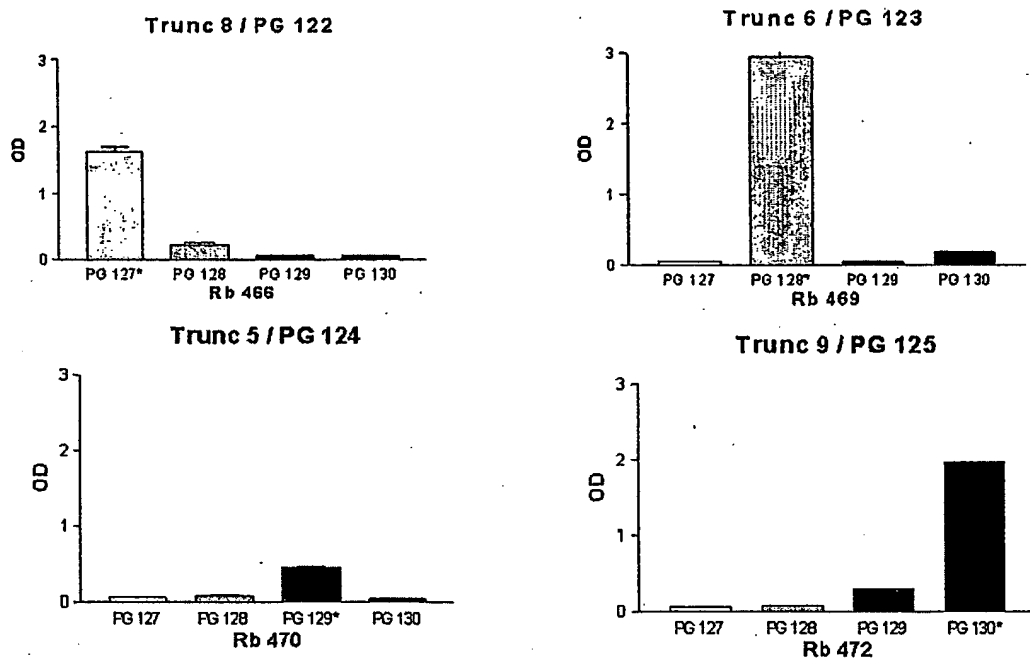 Trunc 8 / PG 122
3
2
1
0
OD
PG 127* PG 128 PG 129 PG 130
Rb 466
Trunc 6 / PG 123
3
2
1
0
OD
PG 127 PG 128* PG 129 PG 130
Rb 469
Trunc 5 / PG 124
3
2
1
0
OD
PG 127 PG 128 PG 129* PG 130
Rb 470
Trunc 9 / PG 125
3
2
1
0
OD
PG 127 PG 128 PG 129 PG 130*
Rb 472